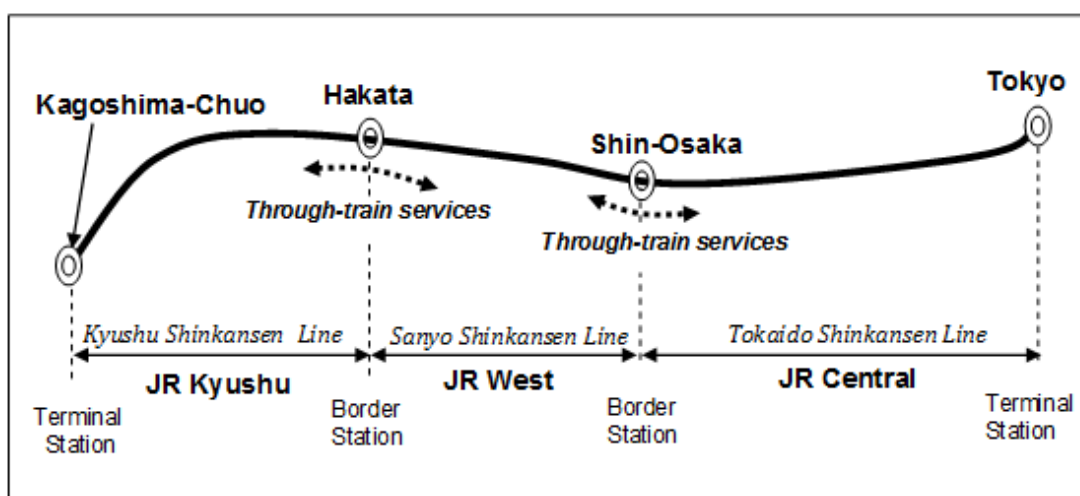 Tokyo
Hakata
Kagoshima-Chuo
Shin-Osaka
Through-train services
Through-train services
Kyushu Shinkansen Line
Sanyo Shinkansen Line
Tokaido Shinkansen Line
JR Kyushu
JR West
JR Central
Terminal
Station
Border
Station
Border
Station
Terminal
Station